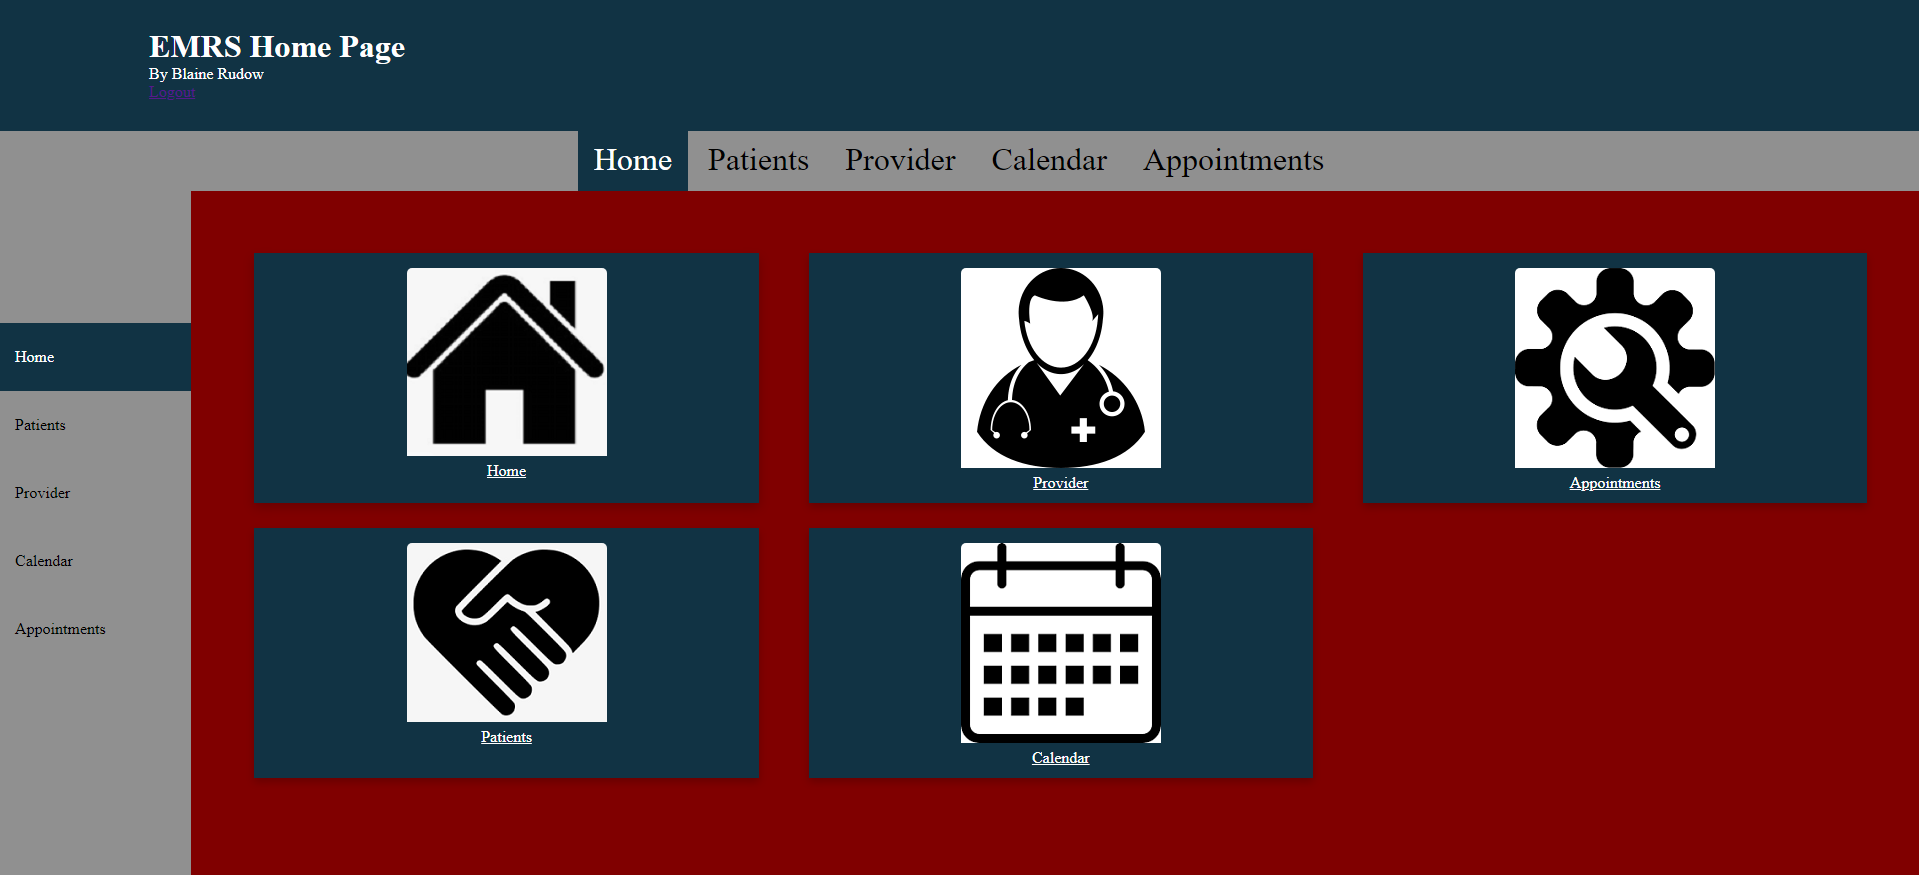 EMRS Home Page
By Blaine Rudow
Logout
Home Patients Provider Calendar Appointments
Home
Patients
Provider
Calendar
Appointments
Home
Provider
Appointments
Patients
Calendar